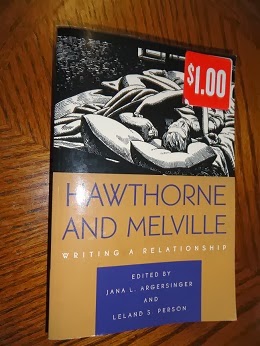 $1.00
HAWTHORNE
AND MELVILLE
WRITING A RELATIONSHIP
EDITED BY
JANA L. ARGERSINGER
AND
LELAND S. PERSON